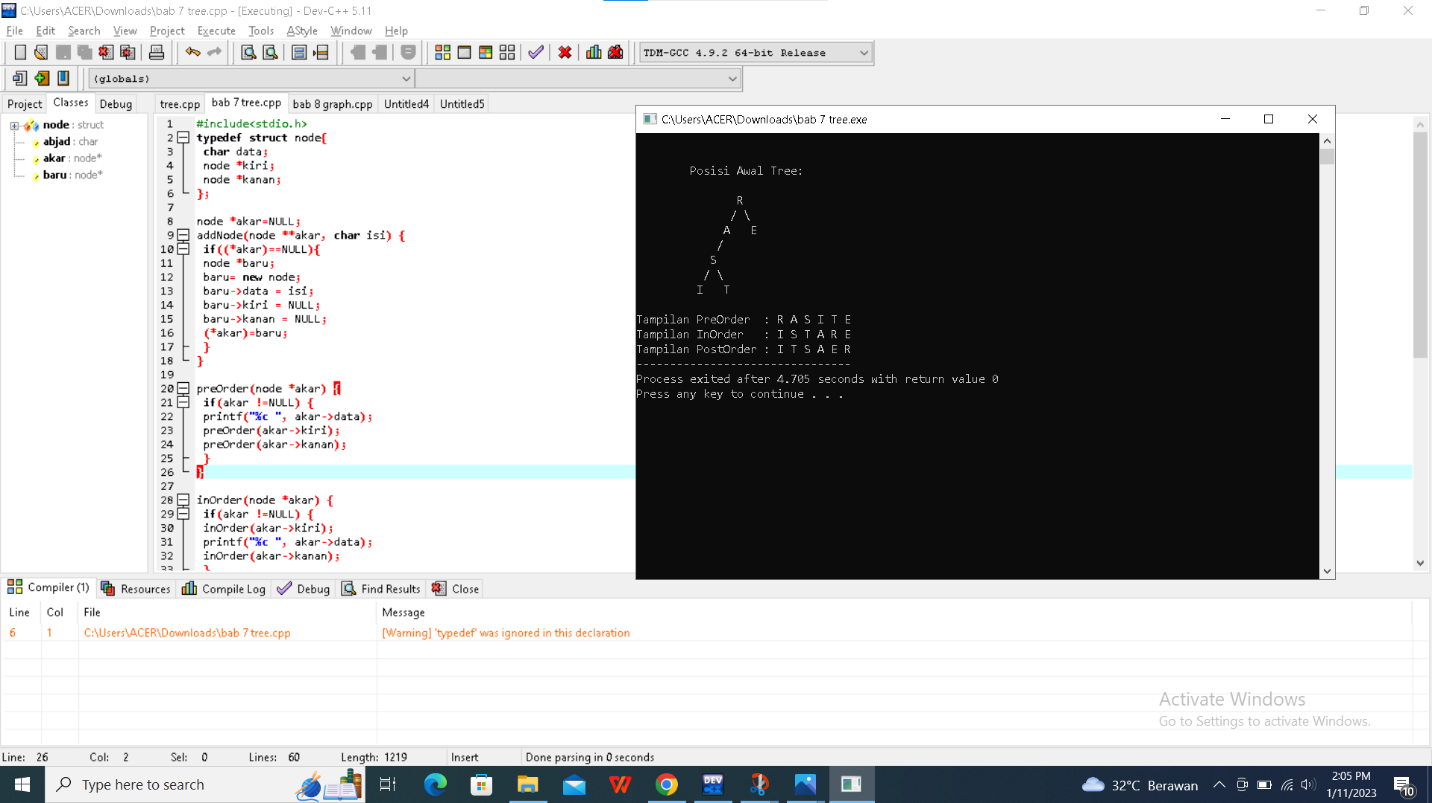 C:\Users\ACER\Downloads\bab 7 tree.cpp - [Executing] - Dev-C++ 5.11
File Edit Search View Project Execute Tools AStyle Window Help
TDM-GCC 4.9.2 64-bit Release
(globals)
Project Classes Debug
tree.cpp bab 7 tree.cpp bab 8 graph.cpp Untitled4 Untitled5
node : struct
abjad : char
akar : node*
baru : node*
1 #include<stdio.h>
2 typedef struct node{
3 char data;
4 node *kiri;
5 node *kanan;
6 };
7
8 node *akar=NULL;
9 addNode(node **akar, char isi) {
10 if((*akar)==NULL){
11 node *baru;
12 baru= new node;
13 baru->data = isi;
14 baru->kiri = NULL;
15 baru->kanan = NULL;
16 (*akar)=baru;
17 }
18 }
19
20 preOrder(node *akar) {
21 if(akar !=NULL) {
22 printf("%c ", akar->data);
23 preOrder(akar->kiri);
24 preOrder(akar->kanan);
25 }
26 }
27
28 inOrder(node *akar) {
29 if(akar !=NULL) {
30 inOrder(akar->kiri);
31 printf("%c ", akar->data);
32 inOrder(akar->kanan);
33 }
C:\Users\ACER\Downloads\bab 7 tree.exe
Posisi Awal Tree:
R
/ \
A E
/
S
/ \
I T
Tampilan PreOrder : R A S I T E
Tampilan InOrder : I S T A R E
Tampilan PostOrder : I T S A E R
--------------------------------
Process exited after 4.705 seconds with return value 0
Press any key to continue . . .
Compiler (1) Resources Compile Log Debug Find Results Close
Line Col File Message
6 1 C:\Users\ACER\Downloads\bab 7 tree.cpp [Warning] 'typedef' was ignored in this declaration
Activate Windows
Go to Settings to activate Windows.
Line: 26 Col: 2 Sel: 0 Lines: 60 Length: 1219 Insert Done parsing in 0 seconds
Type here to search
DEV
32°C Berawan
2:05 PM
1/11/2023
10